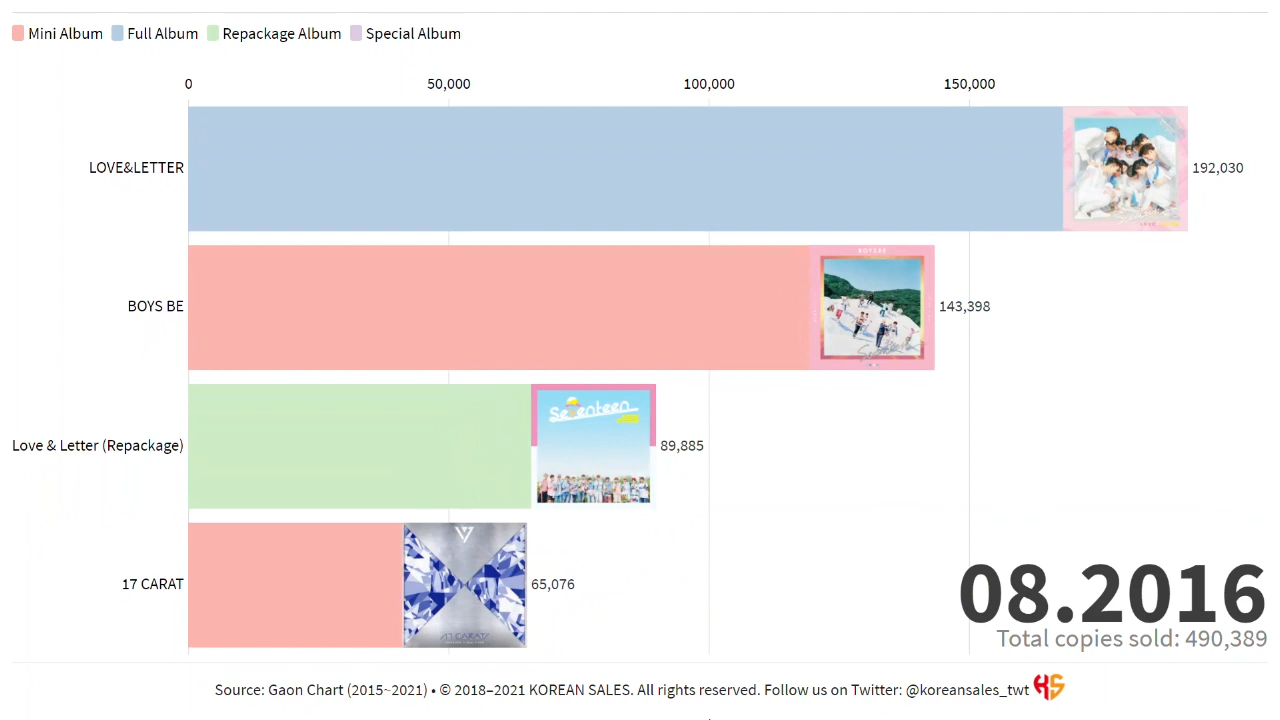 Mini Album Full Album Repackage Album Special Album
0 50,000 100,000 150,000
LOVE&LETTER 192,030
BOYS BE 143,398
Love & Letter (Repackage) 89,885
Seventeen
17 CARAT 65,076
08.2016
Total copies sold: 490,389
Source: Gaon Chart (2015~2021) • © 2018–2021 KOREAN SALES. All rights reserved. Follow us on Twitter: @koreansales_twt KS